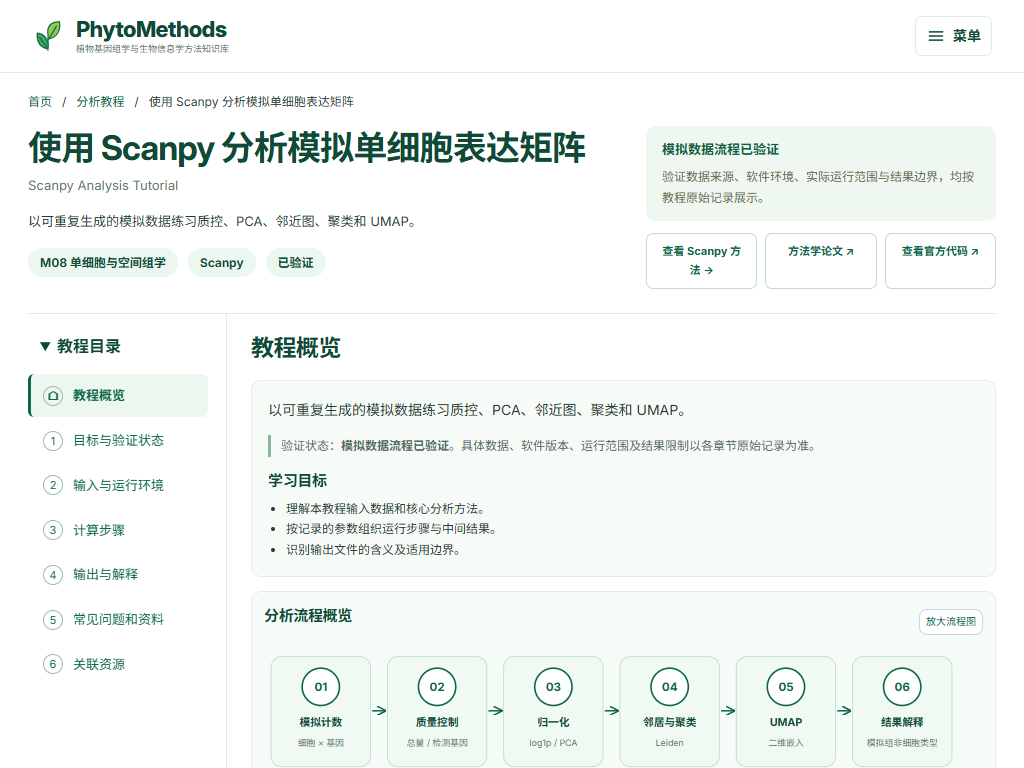 PhytoMethods
植物基因组学与生物信息学方法知识库
菜单
首页 / 分析教程 / 使用 Scanpy 分析模拟单细胞表达矩阵
使用 Scanpy 分析模拟单细胞表达矩阵
Scanpy Analysis Tutorial
以可重复生成的模拟数据练习质控、PCA、邻近图、聚类和 UMAP。
M08 单细胞与空间组学
Scanpy
已验证
模拟数据流程已验证
验证数据来源、软件环境、实际运行范围与结果边界，均按
教程原始记录展示。
查看 Scanpy 方
法 →
方法学论文 ↗
查看官方代码 ↗
▼ 教程目录
教程概览
1 目标与验证状态
2 输入与运行环境
3 计算步骤
4 输出与解释
5 常见问题和资料
6 关联资源
教程概览
以可重复生成的模拟数据练习质控、PCA、邻近图、聚类和 UMAP。
验证状态：模拟数据流程已验证。具体数据、软件版本、运行范围及结果限制以各章节原始记录为准。
学习目标
• 理解本教程输入数据和核心分析方法。
• 按记录的参数组织运行步骤与中间结果。
• 识别输出文件的含义及适用边界。
分析流程概览
放大流程图
01
模拟计数
细胞 × 基因
02
质量控制
总量 / 检测基因
03
归一化
log1p / PCA
04
邻居与聚类
Leiden
05
UMAP
二维嵌入
06
结果解释
模拟组非细胞类型